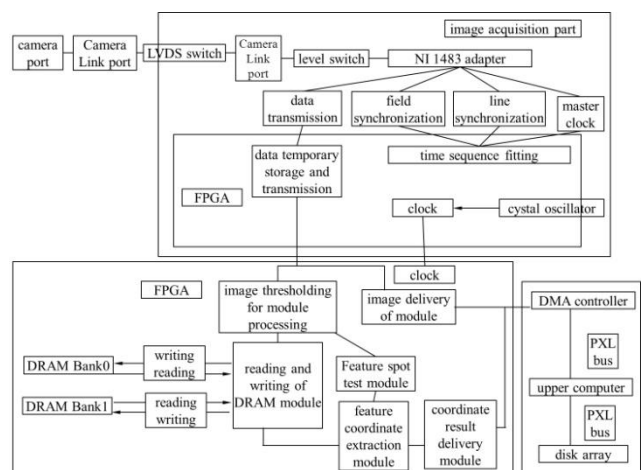 image acquisition part
camera
port
Camera
Link port
LVDS switch
Camera
Link
port
level switch
NI 1483 adapter
data
transmission
field
synchronization
line
synchronization
master
clock
data temporary
storage and
transmission
time sequence fitting
FPGA
clock
cystal oscillator
clock
FPGA
image thresholding
for module
processing
image delivery
of module
DMA controller
PXL
bus
DRAM Bank0
writing
reading
reading and
writing of
DRAM module
Feature spot
test module
upper computer
DRAM Bank1
reading
writing
feature
coordinate
extraction
module
coordinate
result
delivery
module
PXL
bus
disk array